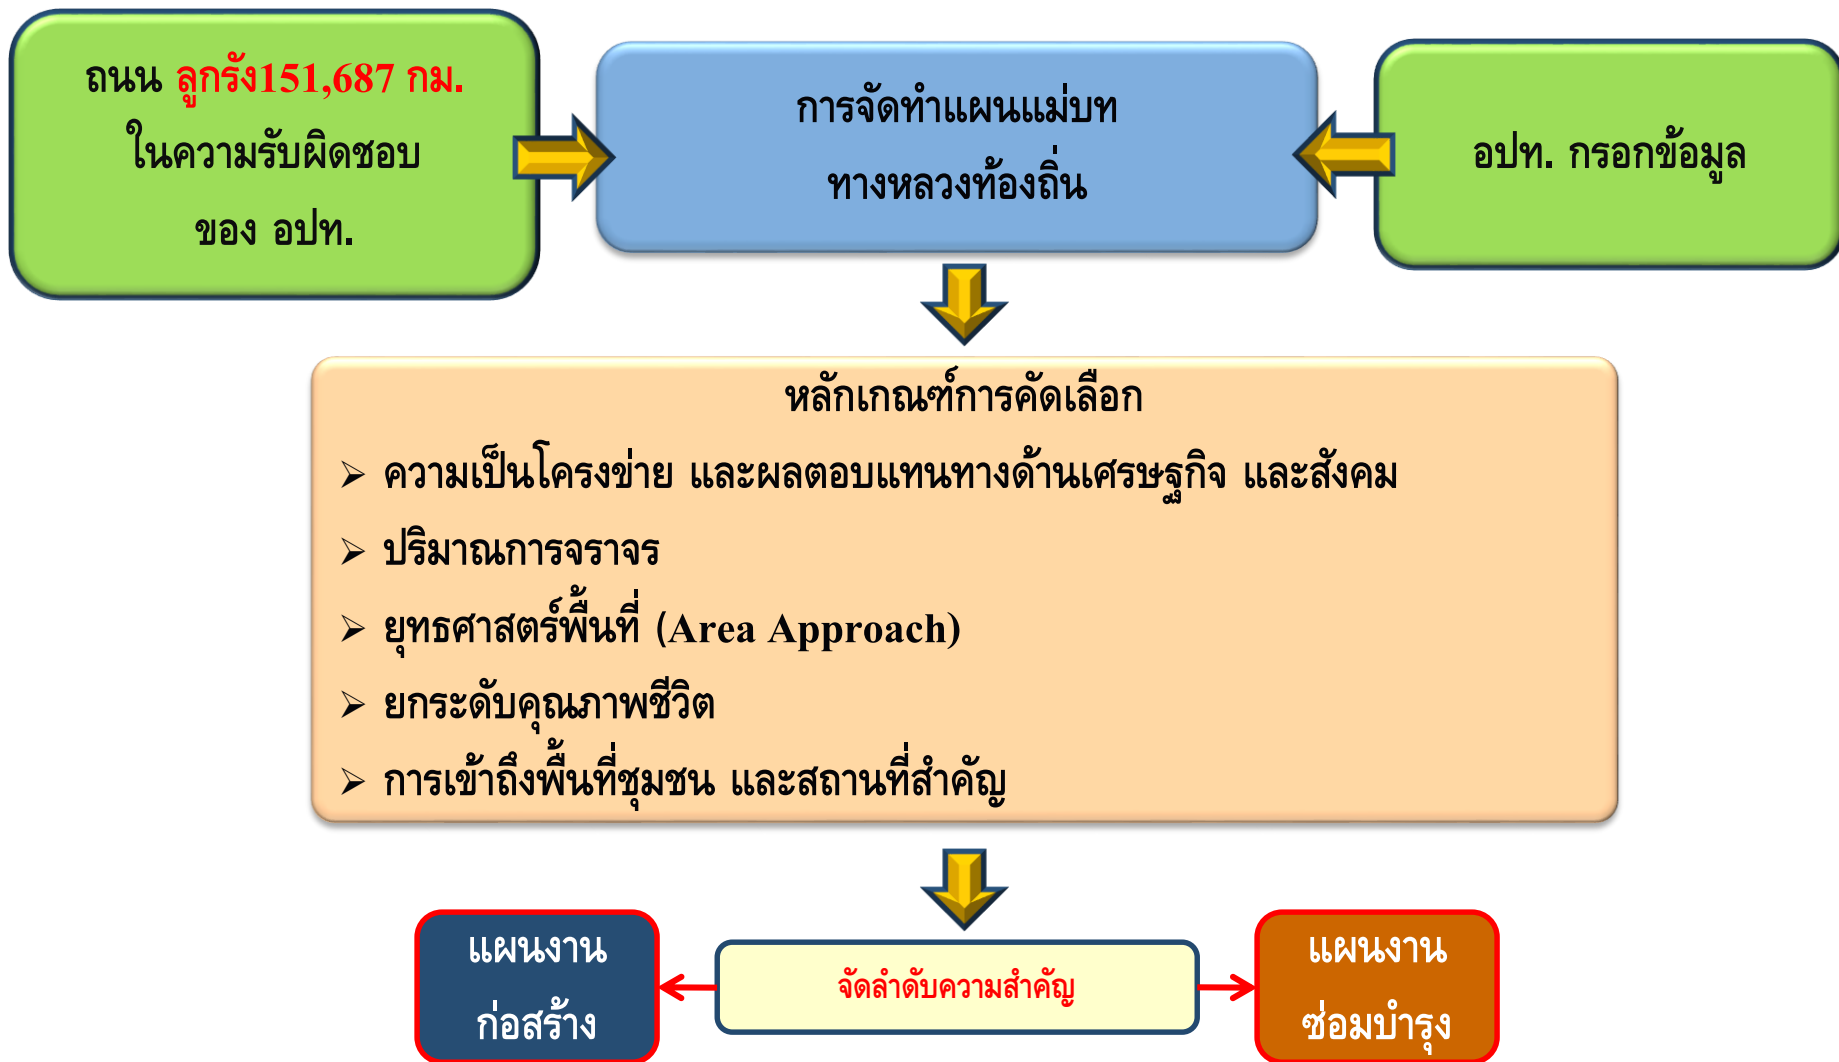 ถนน ลูกรัง151,687 กม.
ในความรับผิดชอบ
ของ อปท.
การจัดทำแผนแม่บท
ทางหลวงท้องถิ่น
อปท. กรอกข้อมูล
หลักเกณฑ์การคัดเลือก
➢ ความเป็นโครงข่าย และผลตอบแทนทางด้านเศรษฐกิจ และสังคม
➢ ปริมาณการจราจร
➢ ยุทธศาสตร์พื้นที่ (Area Approach)
➢ ยกระดับคุณภาพชีวิต
➢ การเข้าถึงพื้นที่ชุมชน และสถานที่สำคัญ
แผนงาน
ก่อสร้าง
จัดลำดับความสำคัญ
แผนงาน
ซ่อมบำรุง